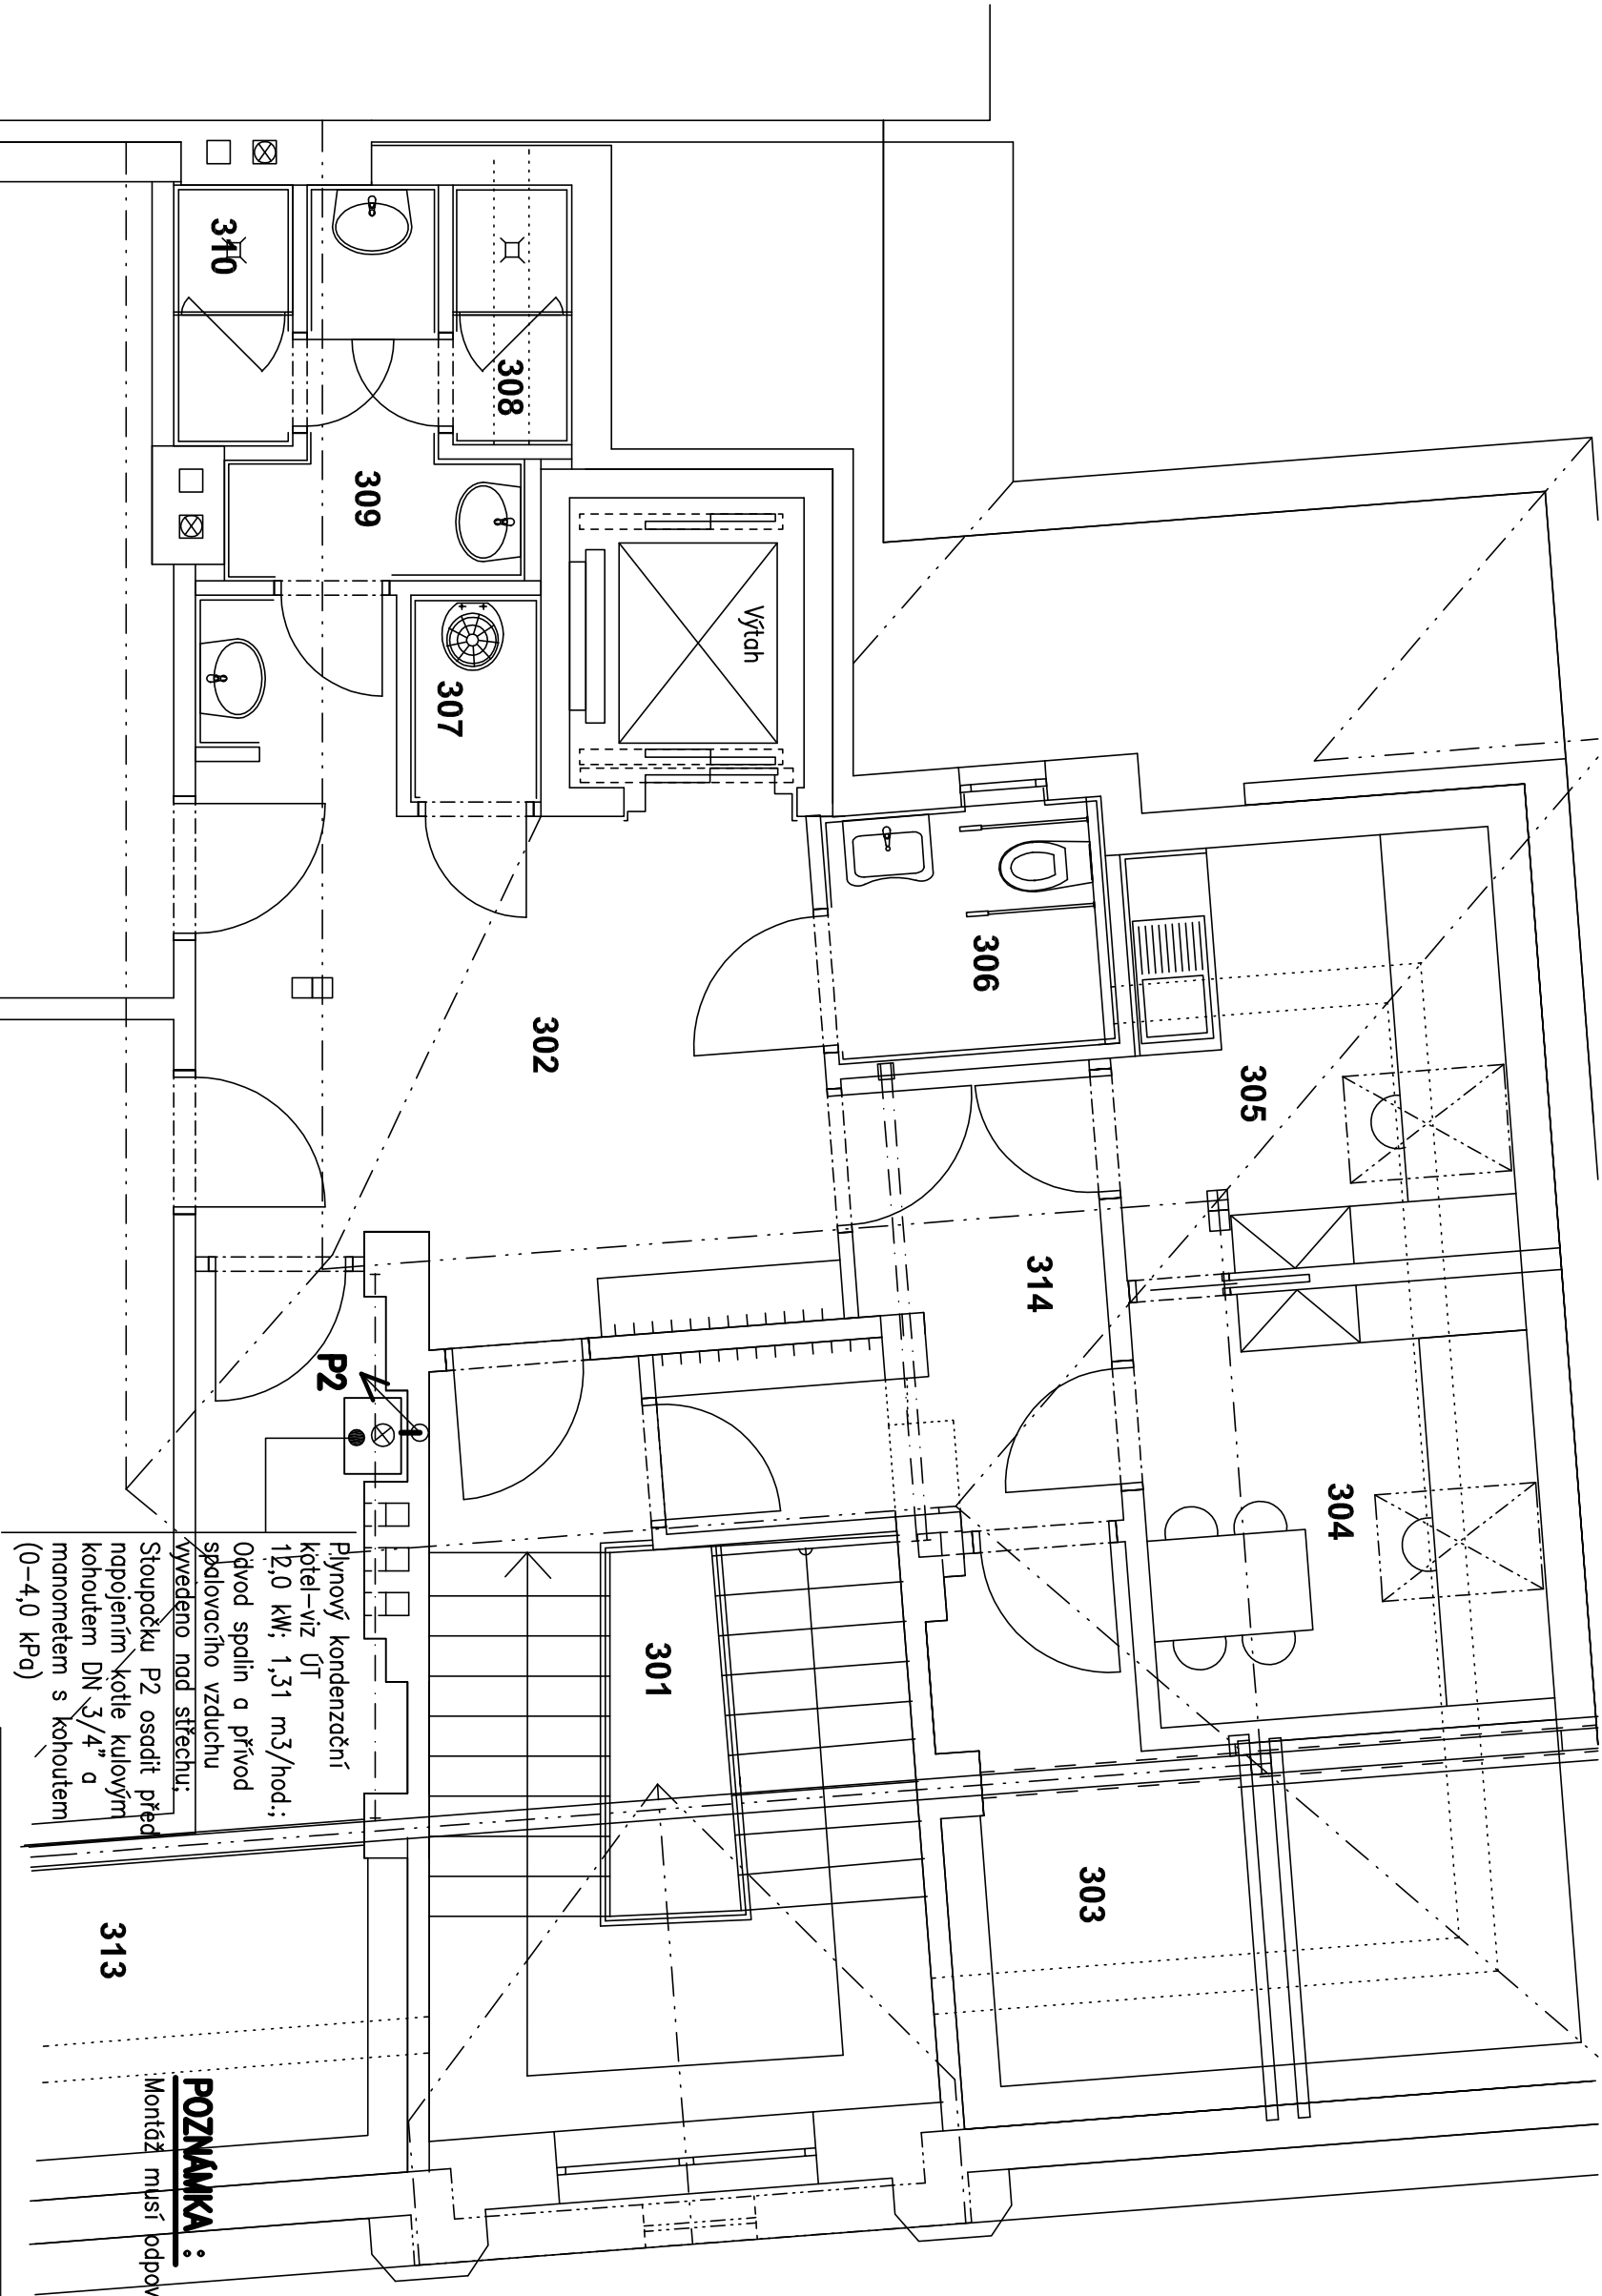 310
308
309
307
Výtah
306
302
305
314
304
P2
301
303
313
Plynový kondenzační
kotel-viz ÚT
12,0 kW; 1,31 m3/hod.;
Odvod spalin a přívod
spalovacího vzduchu
vyvedeno nad střechu;
Stoupačku P2 osadit před
napojením kotle kulovým
kohoutem DN 3/4" a
manometem s kohoutem
(0-4,0 kPa)
POZNÁMKA :
Montáž musí odpov